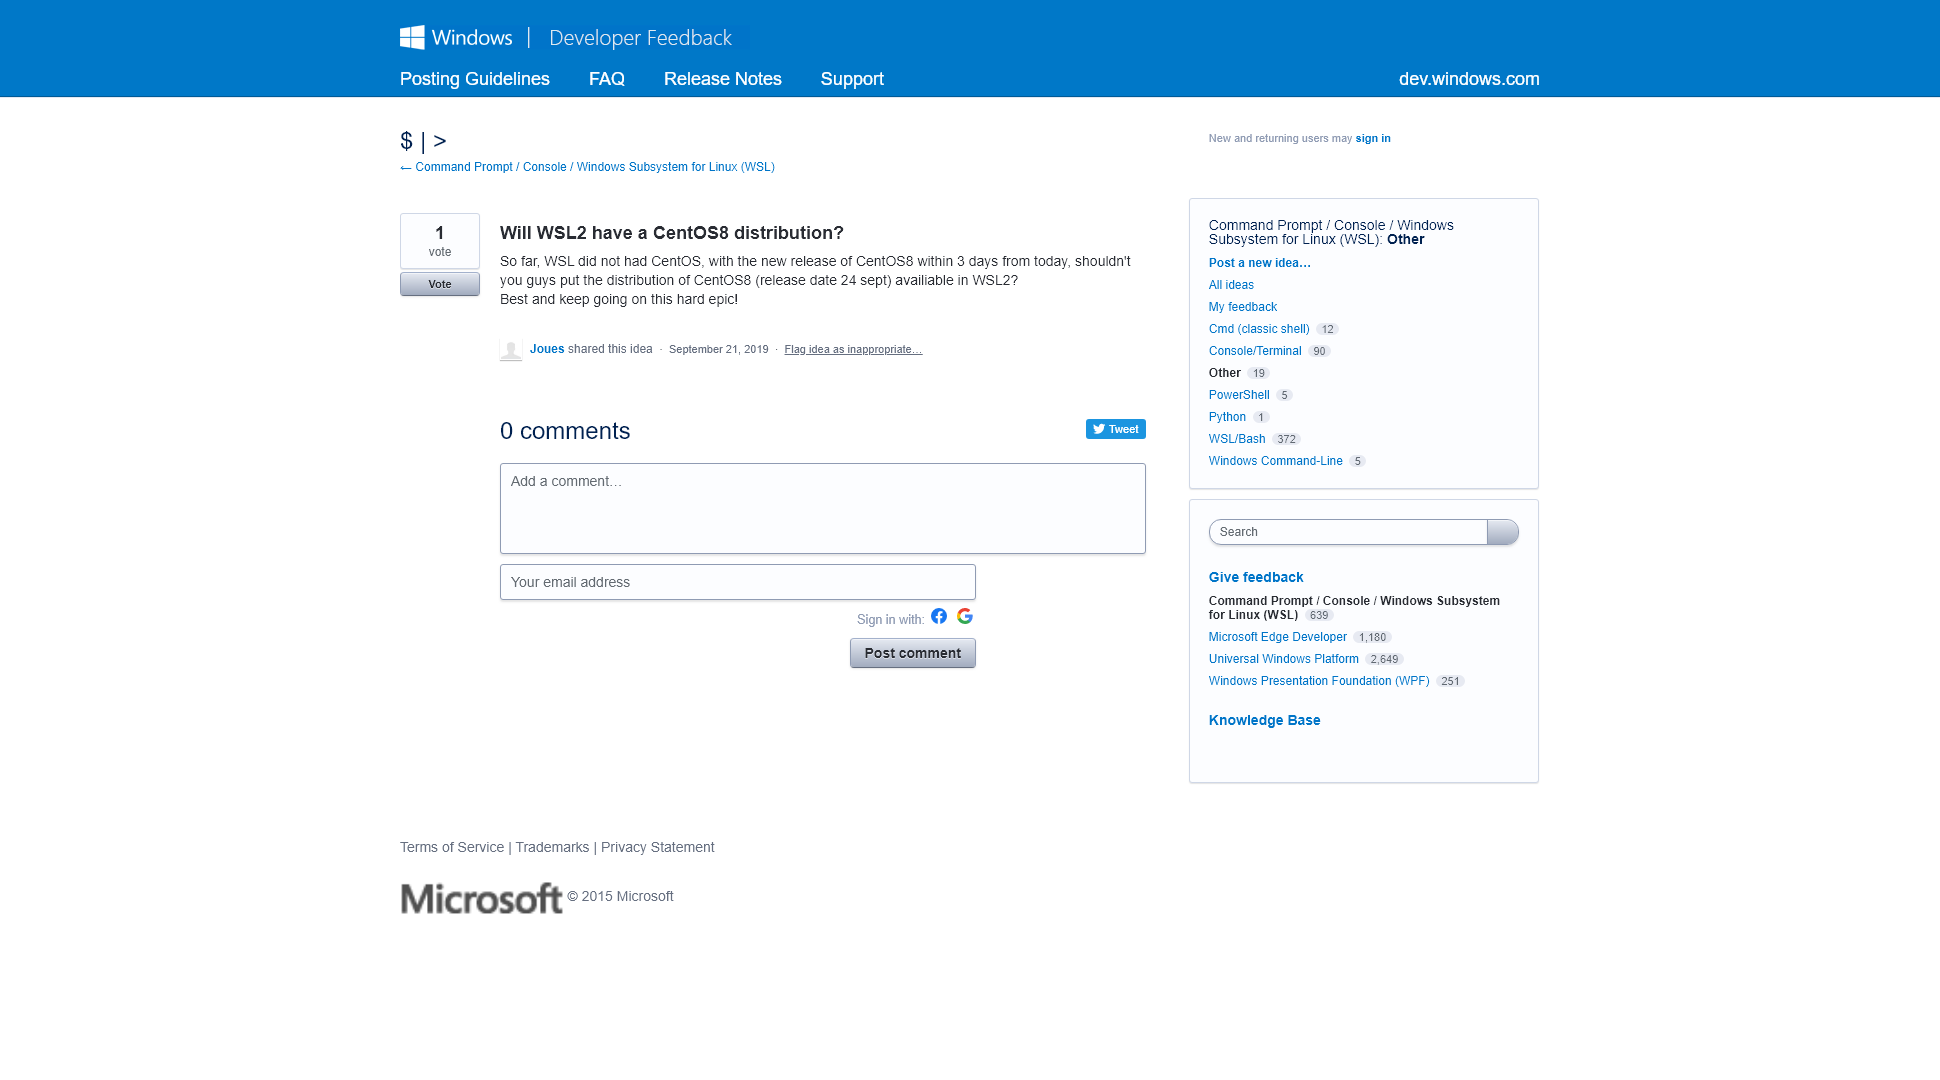 Windows | Developer Feedback
Posting Guidelines FAQ Release Notes Support dev.windows.com
$ | >
← Command Prompt / Console / Windows Subsystem for Linux (WSL)
New and returning users may sign in
1
vote
Vote
Will WSL2 have a CentOS8 distribution?
So far, WSL did not had CentOS, with the new release of CentOS8 within 3 days from today, shouldn't
you guys put the distribution of CentOS8 (release date 24 sept) available in WSL2?
Best and keep going on this hard epic!
Joues shared this idea · September 21, 2019 · Flag idea as inappropriate…
0 comments
Tweet
Add a comment…
Your email address
Sign in with:
Post comment
Command Prompt / Console / Windows
Subsystem for Linux (WSL): Other
Post a new idea…
All ideas
My feedback
Cmd (classic shell) 12
Console/Terminal 90
Other 19
PowerShell 5
Python 1
WSL/Bash 372
Windows Command-Line 5
Search
Give feedback
Command Prompt / Console / Windows Subsystem
for Linux (WSL) 639
Microsoft Edge Developer 1,180
Universal Windows Platform 2,649
Windows Presentation Foundation (WPF) 251
Knowledge Base
Terms of Service | Trademarks | Privacy Statement
Microsoft © 2015 Microsoft